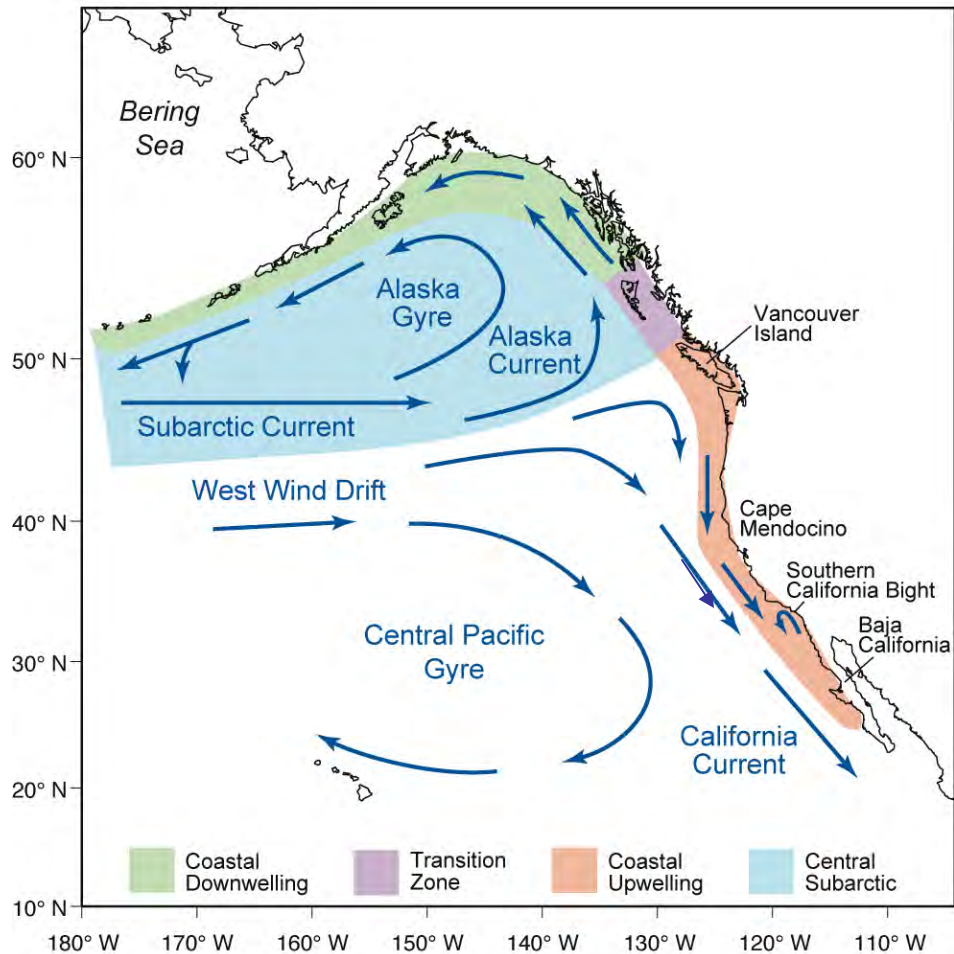 Bering
Sea
60° N
Alaska
Gyre
Alaska
Current
Vancouver
Island
50° N
Subarctic Current
West Wind Drift
40° N
Cape
Mendocino
Southern
California Bight
Baja
California
Central Pacific
Gyre
30° N
California
Current
20° N
Coastal
Downwelling
Transition
Zone
Coastal
Upwelling
Central
Subarctic
10° N
180° W
170° W
160° W
150° W
140° W
130° W
120° W
110° W